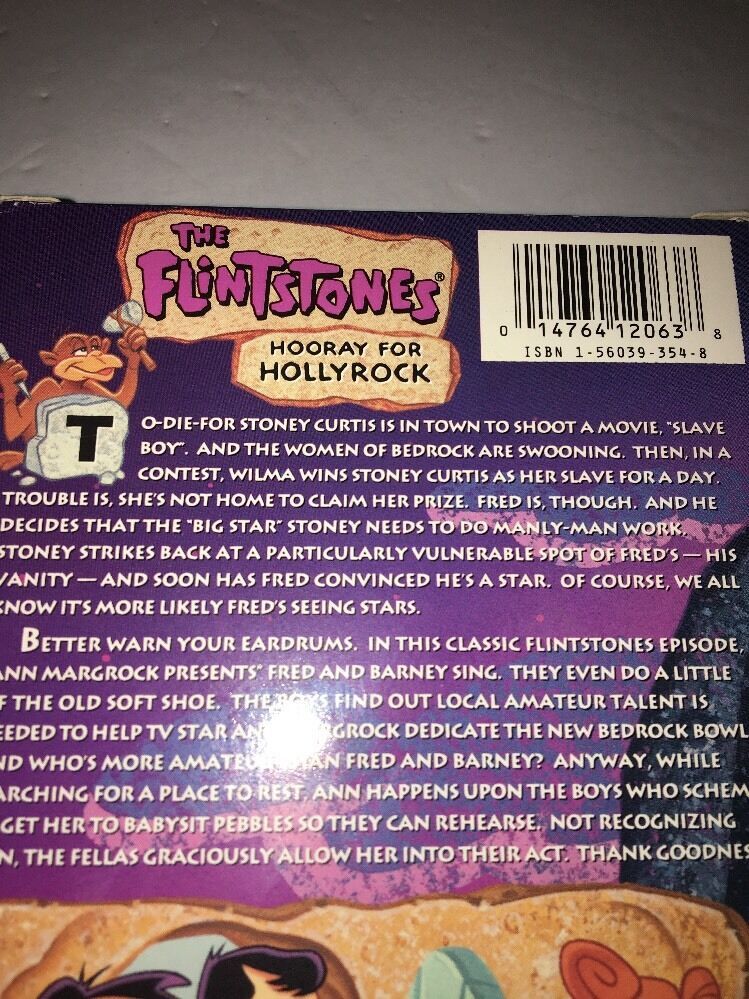 THE
FLINTSTONES®
HOORAY FOR
HOLLYROCK
0 14764 12063 8
ISBN 1-56039-354-8
TO-DIE-FOR STONEY CURTIS IS IN TOWN TO SHOOT A MOVIE, "SLAVE
BOY". AND THE WOMEN OF BEDROCK ARE SWOONING. THEN, IN A
CONTEST, WILMA WINS STONEY CURTIS AS HER SLAVE FOR A DAY.
TROUBLE IS, SHE'S NOT HOME TO CLAIM HER PRIZE. FRED IS, THOUGH. AND HE
DECIDES THAT THE "BIG STAR" STONEY NEEDS TO DO MANLY-MAN WORK.
STONEY STRIKES BACK AT A PARTICULARLY VULNERABLE SPOT OF FRED'S — HIS
VANITY — AND SOON HAS FRED CONVINCED HE'S A STAR. OF COURSE, WE ALL
KNOW IT'S MORE LIKELY FRED'S SEEING STARS.
BETTER WARN YOUR EARDRUMS. IN THIS CLASSIC FLINTSTONES EPISODE,
ANN MARGROCK PRESENTS" FRED AND BARNEY SING. THEY EVEN DO A LITTLE
F THE OLD SOFT SHOE. THE BOYS FIND OUT LOCAL AMATEUR TALENT IS
EEDED TO HELP TV STAR AN RGROCK DEDICATE THE NEW BEDROCK BOWL
ND WHO'S MORE AMATEU AN FRED AND BARNEY? ANYWAY, WHILE
ARCHING FOR A PLACE TO REST, ANN HAPPENS UPON THE BOYS WHO SCHEM
GET HER TO BABYSIT PEBBLES SO THEY CAN REHEARSE. NOT RECOGNIZING
N, THE FELLAS GRACIOUSLY ALLOW HER INTO THEIR ACT. THANK GOODNES